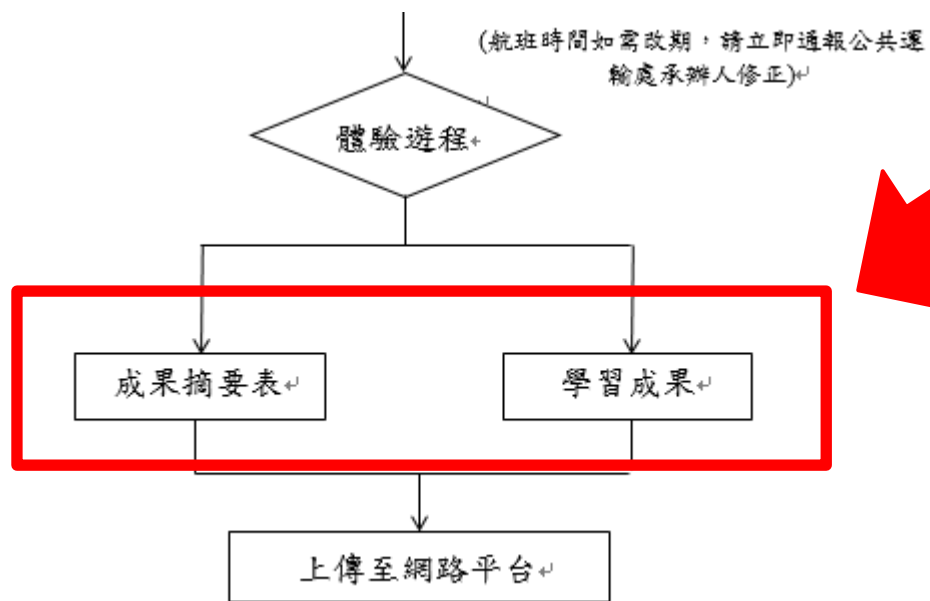 (航班時間如需改期，請立即通報公共運
輸處承辦人修正)
體驗遊程
成果摘要表
學習成果
上傳至網路平台